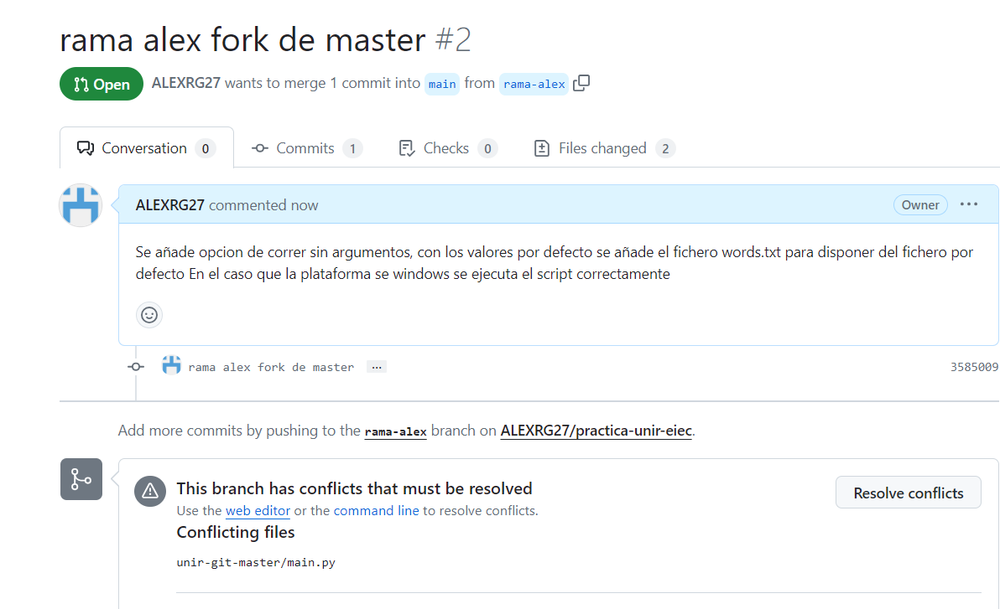 rama alex fork de master #2
Open ALEXRG27 wants to merge 1 commit into main from rama-alex
Conversation 0 Commits 1 Checks 0 Files changed 2
ALEXRG27 commented now Owner ...
Se añade opcion de correr sin argumentos, con los valores por defecto se añade el fichero words.txt para disponer del fichero por
defecto En el caso que la plataforma se windows se ejecuta el script correctamente
rama alex fork de master ... 3585009
Add more commits by pushing to the rama-alex branch on ALEXRG27/practica-unir-eiec.
This branch has conflicts that must be resolved Resolve conflicts
Use the web editor or the command line to resolve conflicts.
Conflicting files
unir-git-master/main.py